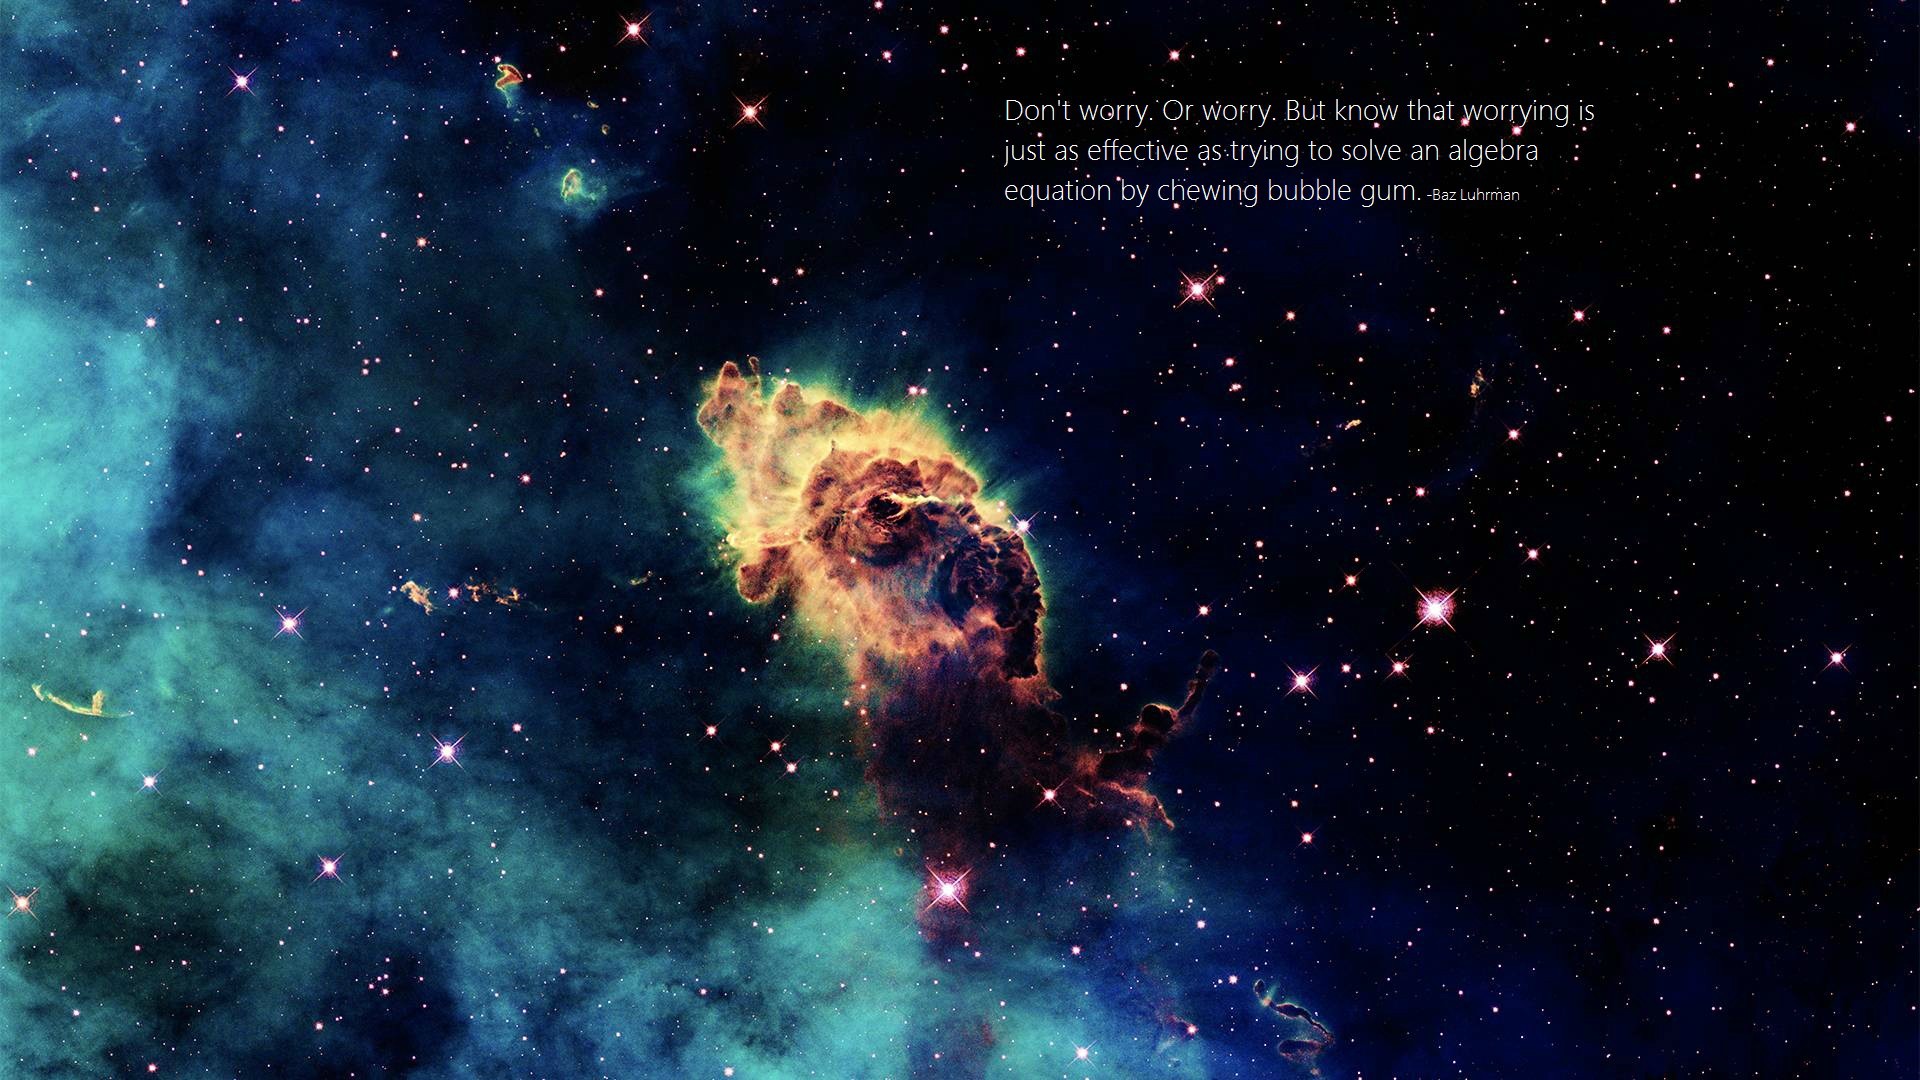 Don't worry. Or worry. But know that worrying is
just as effective as trying to solve an algebra
equation by chewing bubble gum. -Baz Luhrman